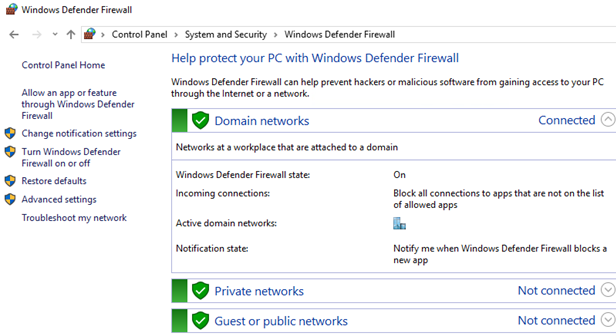 Windows Defender Firewall
Control Panel > System and Security > Windows Defender Firewall
Control Panel Home
Allow an app or feature
through Windows Defender
Firewall
Change notification settings
Turn Windows Defender
Firewall on or off
Restore defaults
Advanced settings
Troubleshoot my network
Help protect your PC with Windows Defender Firewall
Windows Defender Firewall can help prevent hackers or malicious software from gaining access to your PC
through the Internet or a network.
Domain networks Connected
Networks at a workplace that are attached to a domain
Windows Defender Firewall state: On
Incoming connections: Block all connections to apps that are not on the list
of allowed apps
Active domain networks:
Notification state: Notify me when Windows Defender Firewall blocks a
new app
Private networks Not connected
Guest or public networks Not connected